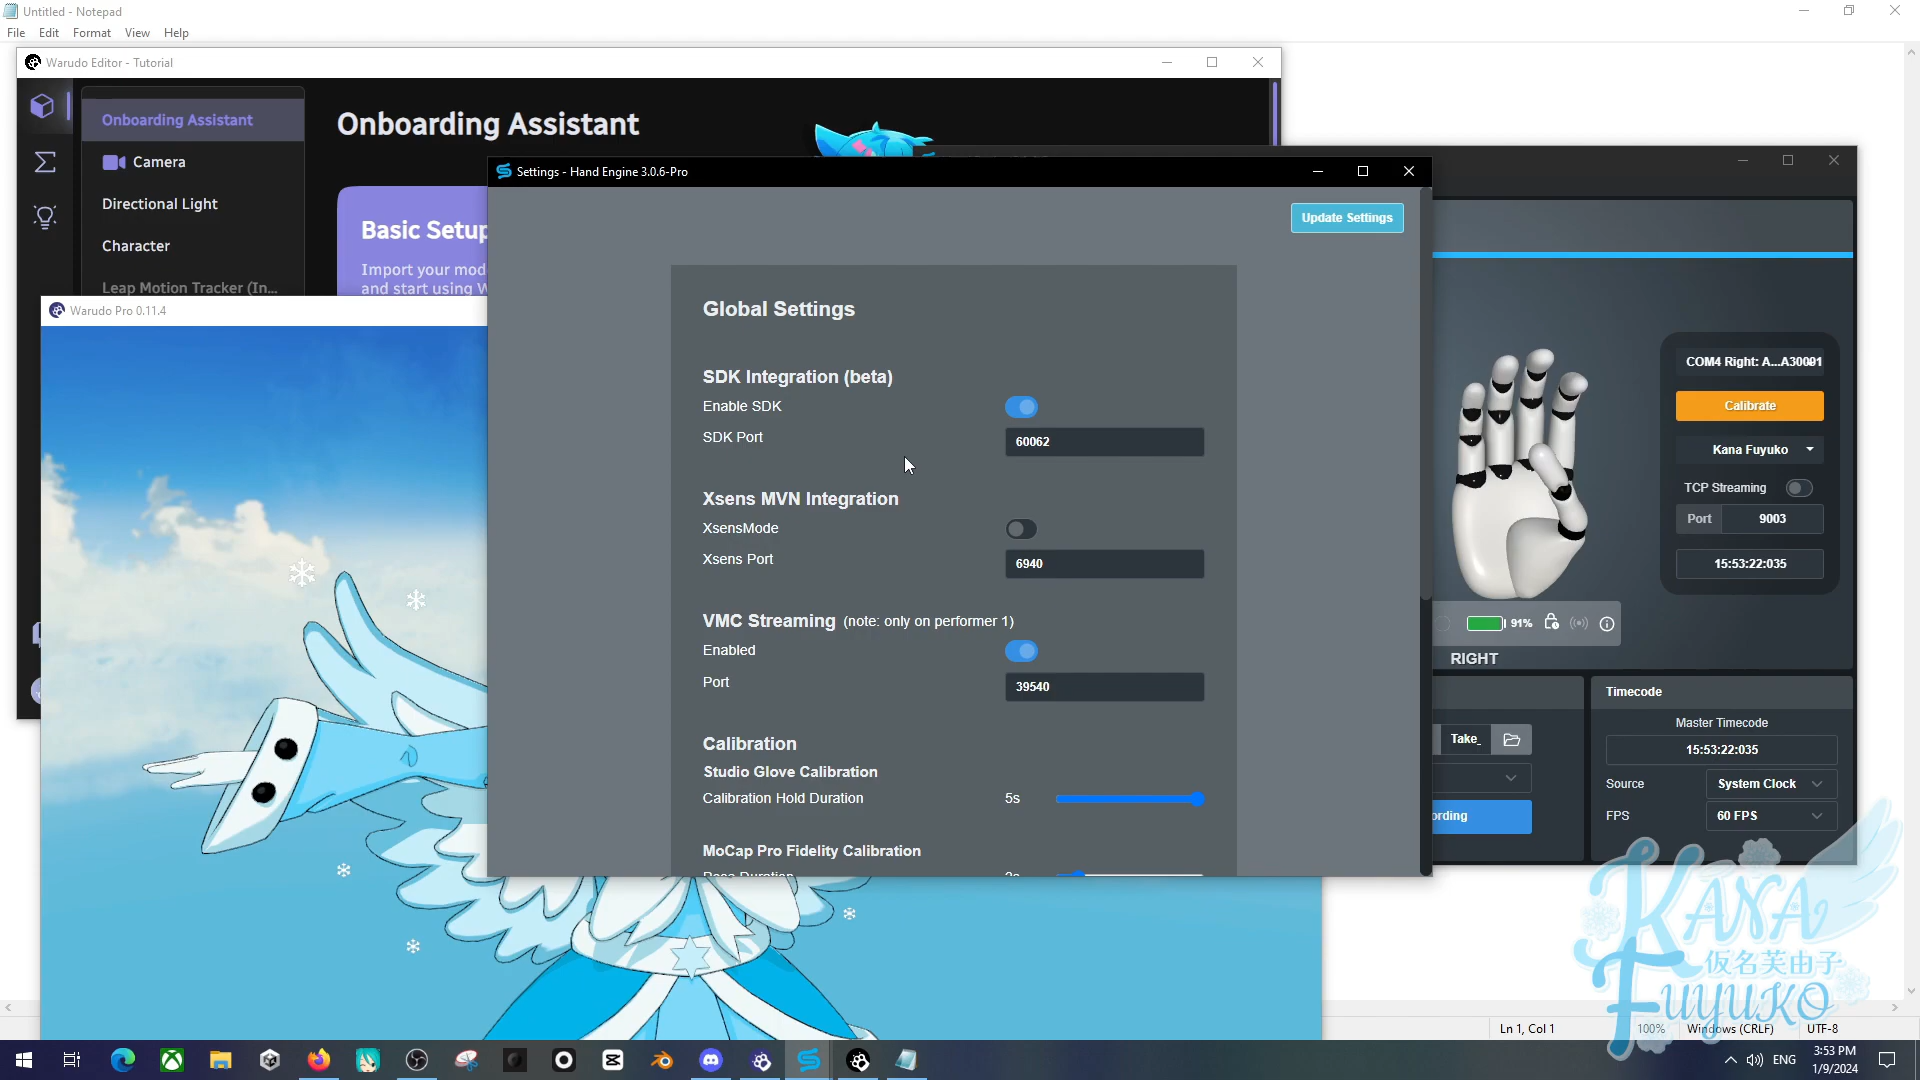 Untitled - Notepad
File Edit Format View Help
Warudo Editor - Tutorial
Onboarding Assistant
Camera
Directional Light
Character
Leap Motion Tracker (In...
Onboarding Assistant
Basic Setup
Import your mod
and start using W
Warudo Pro 0.11.4
Settings - Hand Engine 3.0.6-Pro
Update Settings
Global Settings
SDK Integration (beta)
Enable SDK
SDK Port 60062
Xsens MVN Integration
XsensMode
Xsens Port 6940
VMC Streaming (note: only on performer 1)
Enabled
Port 39540
Calibration
Studio Glove Calibration
Calibration Hold Duration 5s
MoCap Pro Fidelity Calibration
Pose Duration
COM4 Right: A...A30091
Calibrate
Kana Fuyuko
TCP Streaming
Port 9003
15:53:22:035
91%
RIGHT
Take_
ording
Timecode
Master Timecode
15:53:22:035
Source System Clock
FPS 60 FPS
KANA
仮名芙由子
FUYUKO
Ln 1, Col 1 100% Windows (CRLF) UTF-8
ENG
3:53 PM
1/9/2024